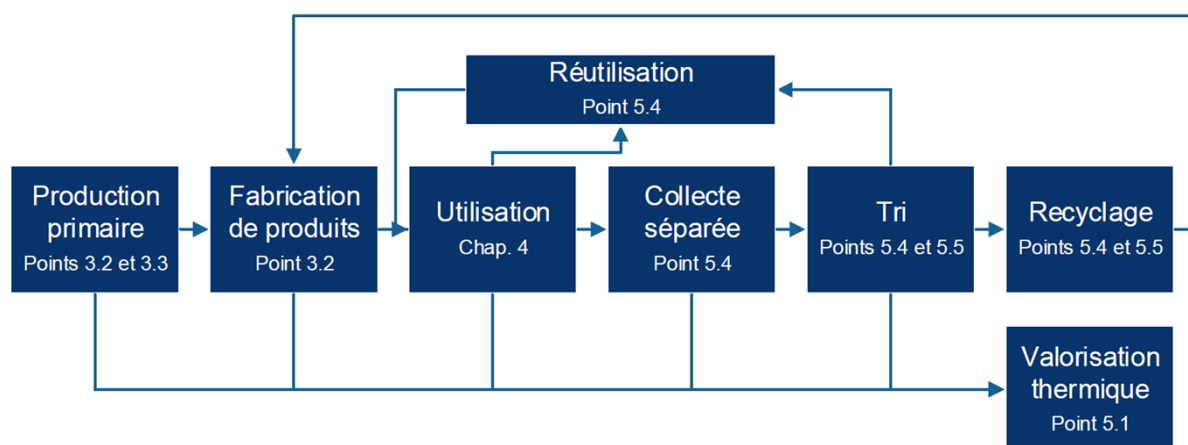 Réutilisation
Point 5.4
Production
primaire
Points 3.2 et 3.3
Fabrication
de produits
Point 3.2
Utilisation
Chap. 4
Collecte
séparée
Point 5.4
Tri
Points 5.4 et 5.5
Recyclage
Points 5.4 et 5.5
Valorisation
thermique
Point 5.1